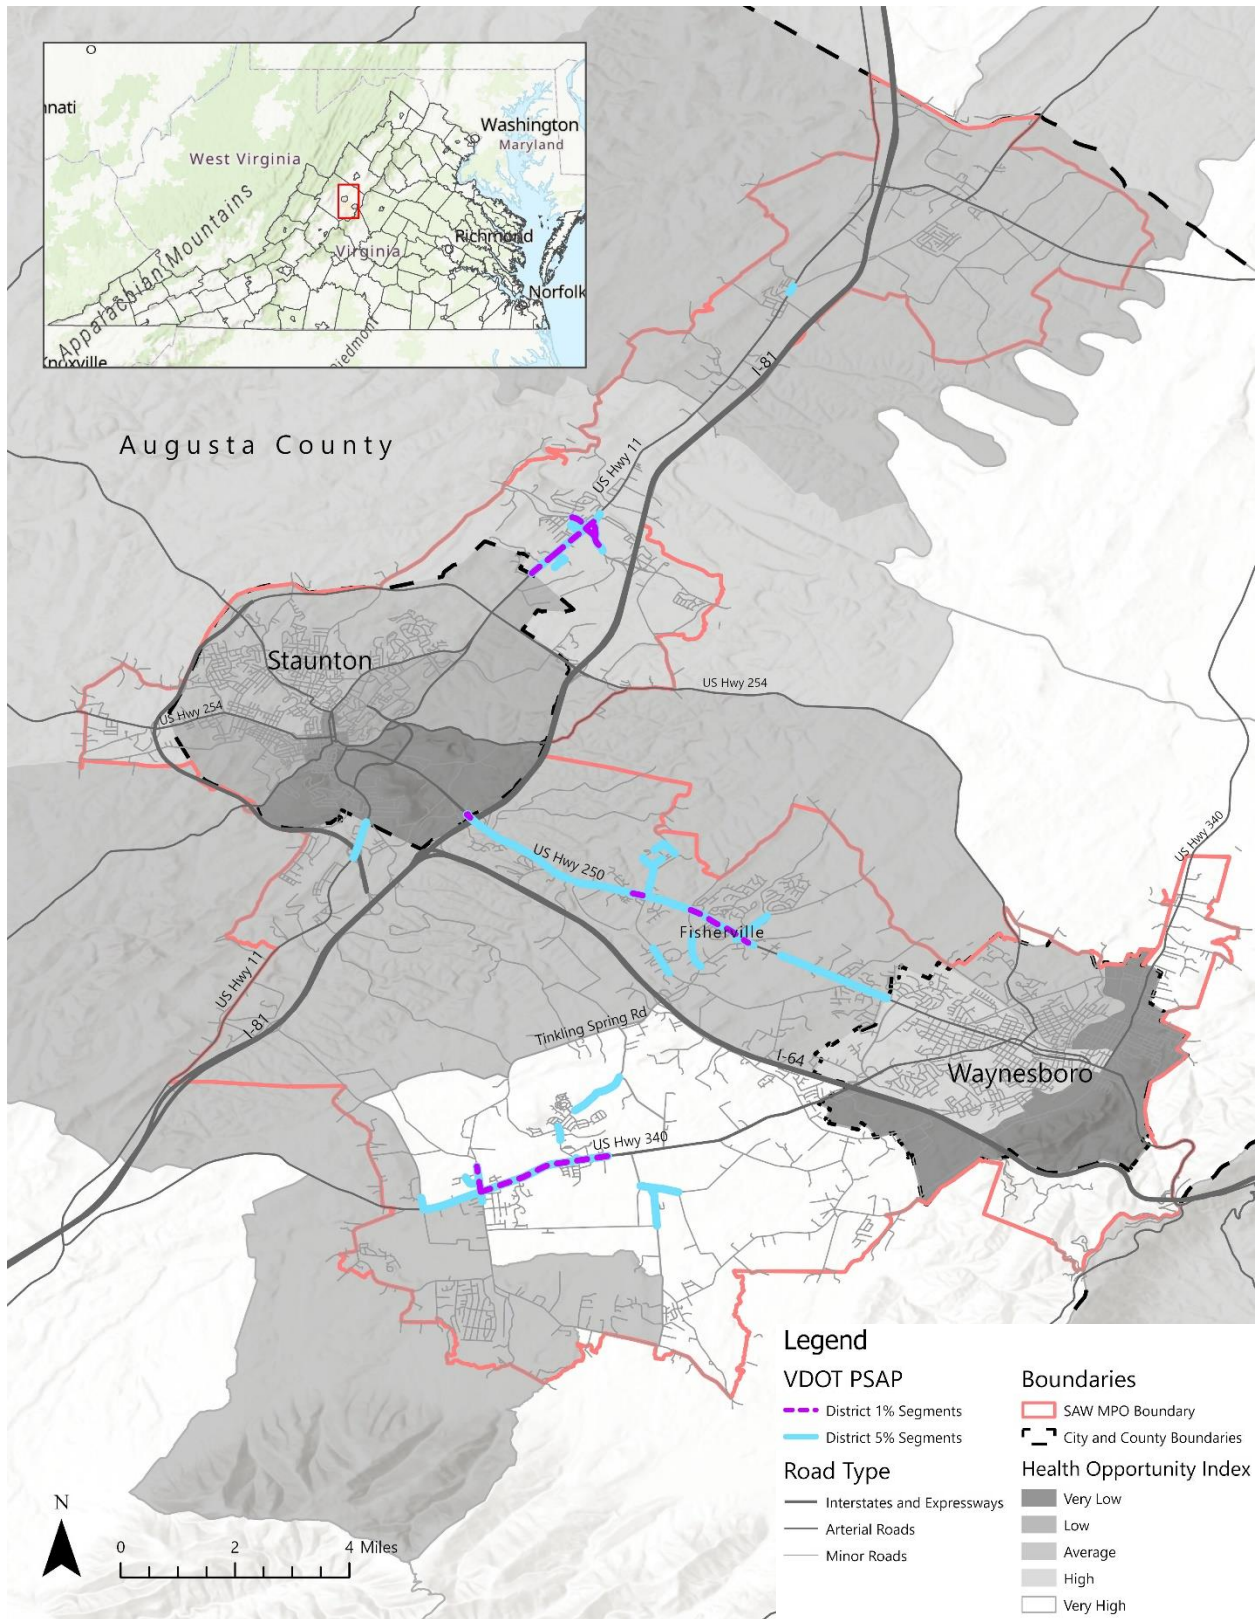 nnati
Washington
Maryland
West Virginia
Appalachian Mountains
Virginia
Richmond
Norfolk
Piedmont
Knoxville
I-81
Augusta County
US Hwy 11
Staunton
US Hwy 254
US Hwy 254
US Hwy 340
US Hwy 250
Fisherville
US Hwy 11
I-81
Tinkling Spring Rd
I-64
Waynesboro
US Hwy 340
Legend
VDOT PSAP
District 1% Segments
District 5% Segments
Road Type
Interstates and Expressways
Arterial Roads
Minor Roads
Boundaries
SAW MPO Boundary
City and County Boundaries
Health Opportunity Index
Very Low
Low
Average
High
Very High
N
0 2 4 Miles